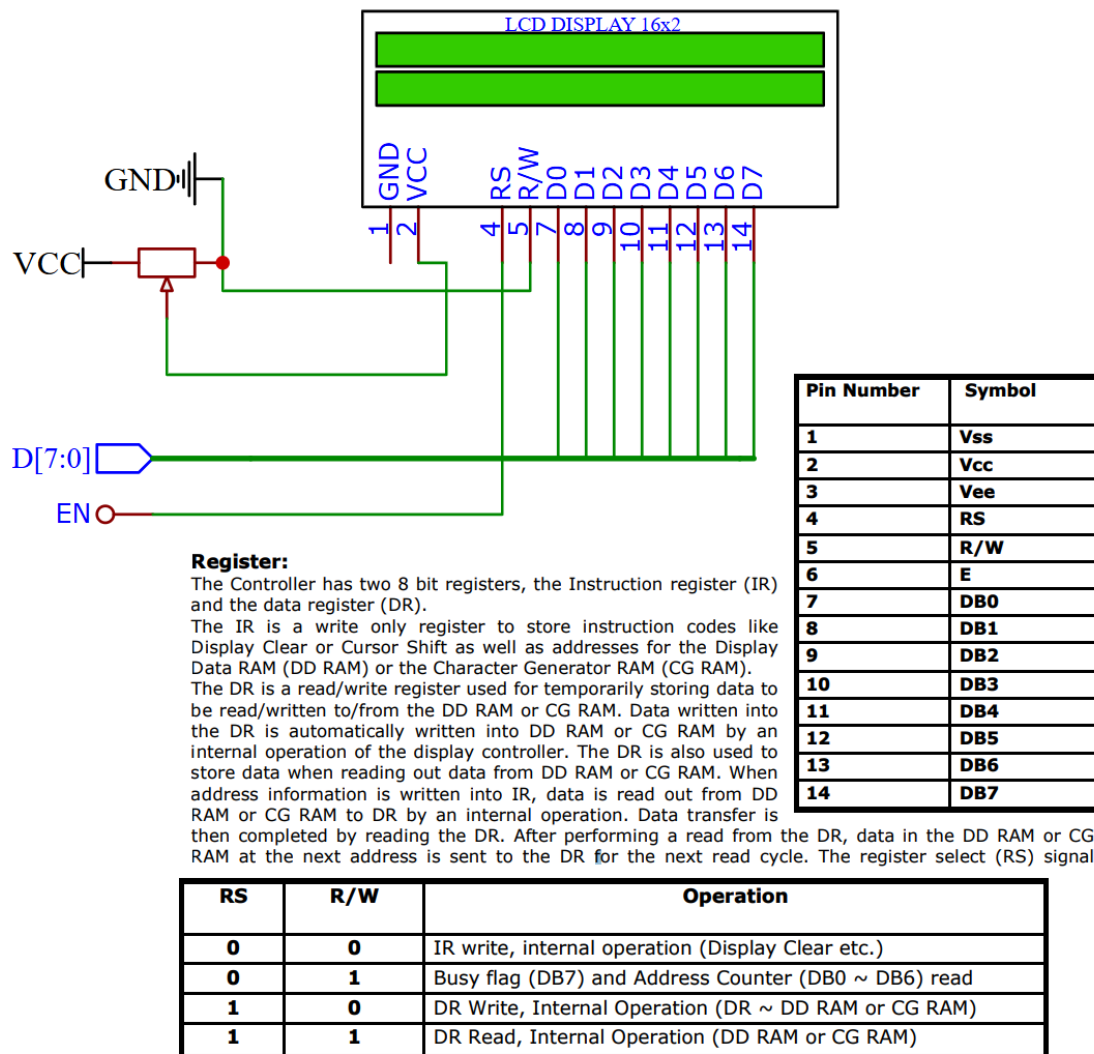 LCD DISPLAY 16x2
GND
VCC
RS
R/W
D0
D1
D2
D3
D4
D5
D6
D7
1
2
4
5
7
8
9
10
11
12
13
14
GND
VCC
D[7:0]
EN
Pin Number Symbol
1 Vss
2 Vcc
3 Vee
4 RS
5 R/W
6 E
7 DB0
8 DB1
9 DB2
10 DB3
11 DB4
12 DB5
13 DB6
14 DB7
Register:
The Controller has two 8 bit registers, the Instruction register (IR)
and the data register (DR).
The IR is a write only register to store instruction codes like
Display Clear or Cursor Shift as well as addresses for the Display
Data RAM (DD RAM) or the Character Generator RAM (CG RAM).
The DR is a read/write register used for temporarily storing data to
be read/written to/from the DD RAM or CG RAM. Data written into
the DR is automatically written into DD RAM or CG RAM by an
internal operation of the display controller. The DR is also used to
store data when reading out data from DD RAM or CG RAM. When
address information is written into IR, data is read out from DD
RAM or CG RAM to DR by an internal operation. Data transfer is
then completed by reading the DR. After performing a read from the DR, data in the DD RAM or CG
RAM at the next address is sent to the DR for the next read cycle. The register select (RS) signal
RS R/W Operation
0 0 IR write, internal operation (Display Clear etc.)
0 1 Busy flag (DB7) and Address Counter (DB0 ~ DB6) read
1 0 DR Write, Internal Operation (DR ~ DD RAM or CG RAM)
1 1 DR Read, Internal Operation (DD RAM or CG RAM)